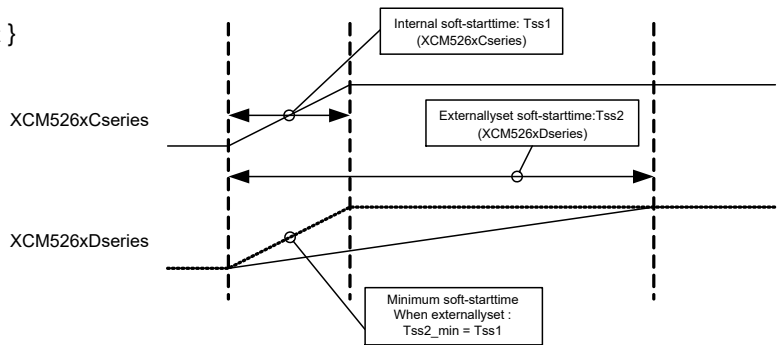 }
Internal soft-starttime: Tss1
(XCM526xCseries)
XCM526xCseries
Externallyset soft-starttime:Tss2
(XCM526xDseries)
XCM526xDseries
Minimum soft-starttime
When externallyset :
Tss2_min = Tss1